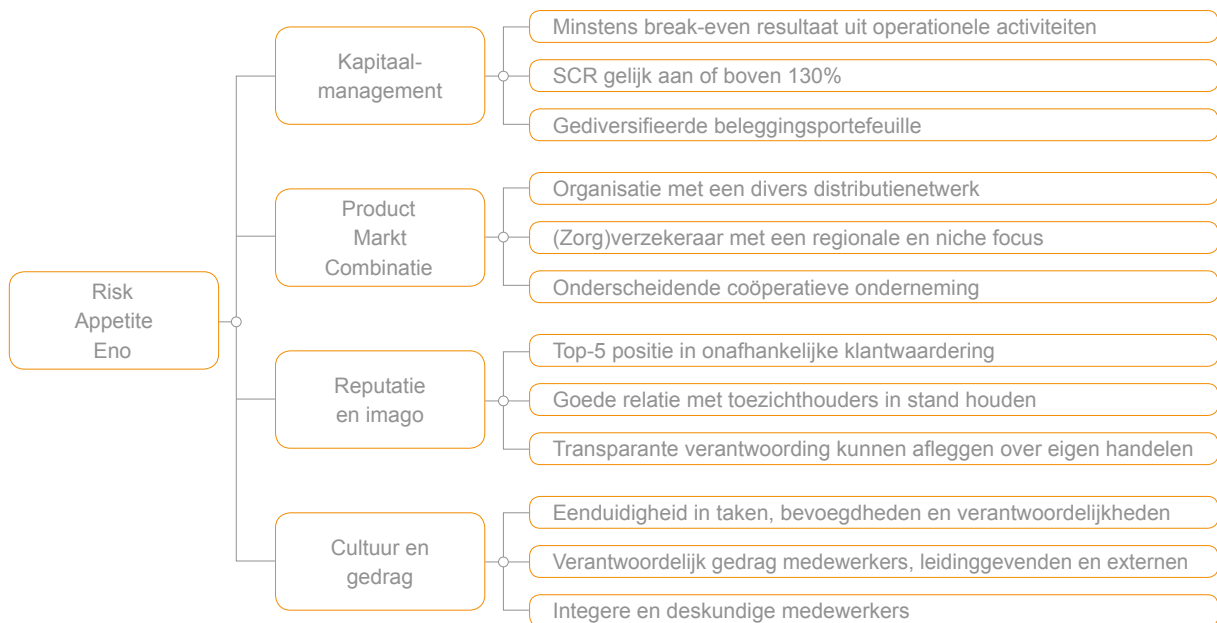 Risk
Appetite
Eno
Kapitaal-
management
Minstens break-even resultaat uit operationele activiteiten
SCR gelijk aan of boven 130%
Gediversifieerde beleggingsportefeuille
Product
Markt
Combinatie
Organisatie met een divers distributienetwerk
(Zorg)verzekeraar met een regionale en niche focus
Onderscheidende coöperatieve onderneming
Reputatie
en imago
Top-5 positie in onafhankelijke klantwaardering
Goede relatie met toezichthouders in stand houden
Transparante verantwoording kunnen afleggen over eigen handelen
Cultuur en
gedrag
Eenduidigheid in taken, bevoegdheden en verantwoordelijkheden
Verantwoordelijk gedrag medewerkers, leidinggevenden en externen
Integere en deskundige medewerkers